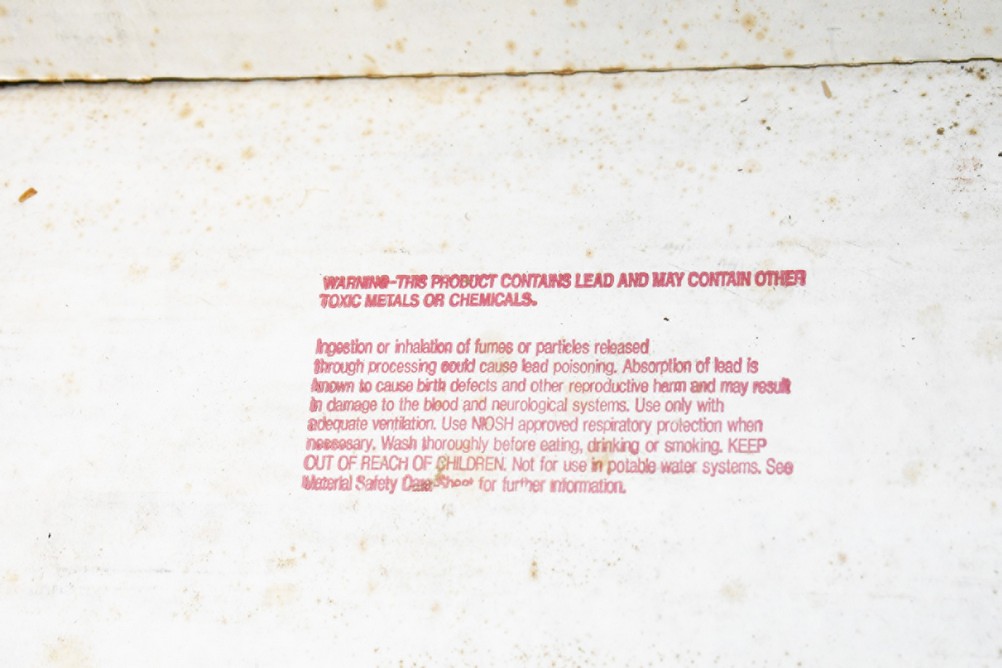 WARNING-THIS PRODUCT CONTAINS LEAD AND MAY CONTAIN OTHER
TOXIC METALS OR CHEMICALS.
Ingestion or inhalation of fumes or particles released
through processing could cause lead poisoning. Absorption of lead is
known to cause birth defects and other reproductive harm and may result
in damage to the blood and neurological systems. Use only with
adequate ventilation. Use NIOSH approved respiratory protection when
necessary. Wash thoroughly before eating, drinking or smoking. KEEP
OUT OF REACH OF CHILDREN. Not for use in potable water systems. See
Material Safety Data Sheet for further information.